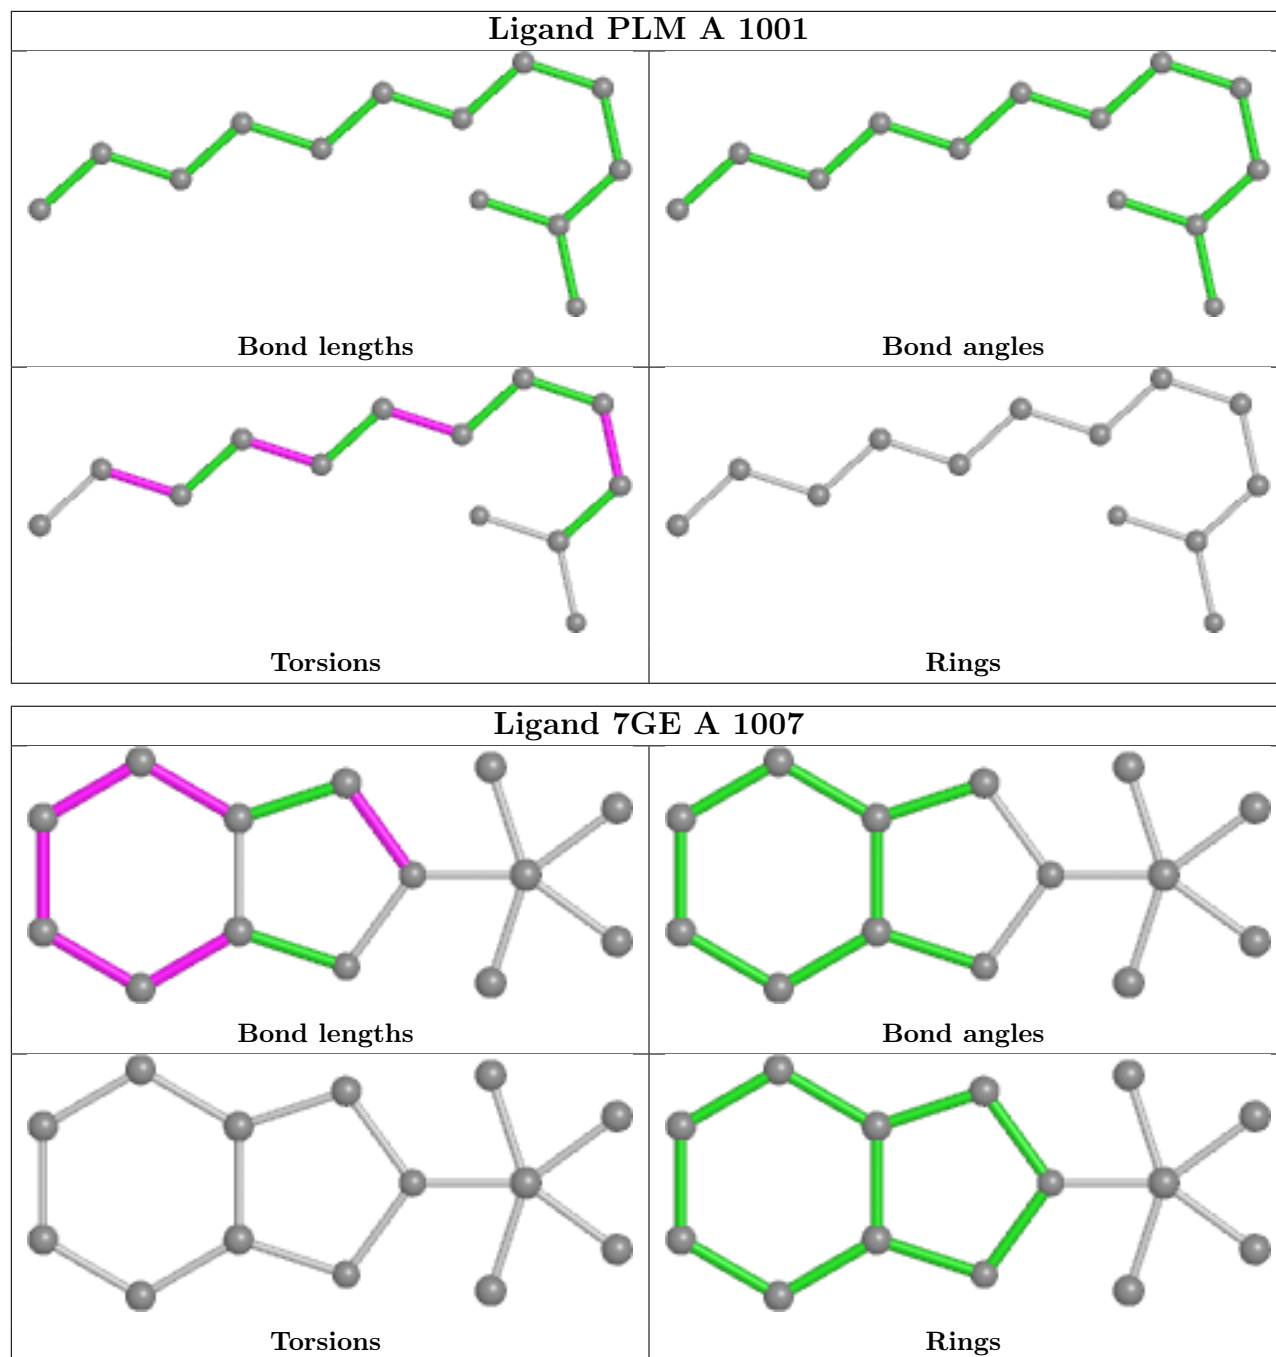 Ligand PLM A 1001
Bond lengths
Bond angles
Torsions
Rings
Ligand 7GE A 1007
Bond lengths
Bond angles
Torsions
Rings